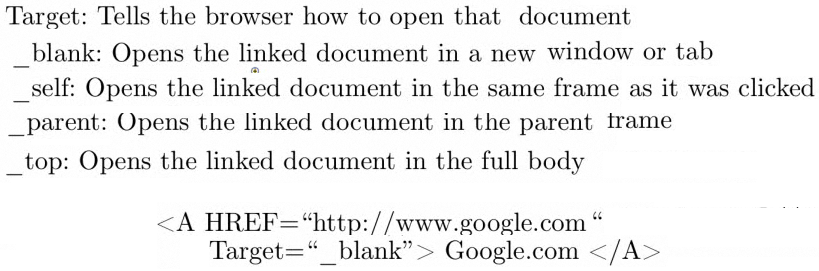 Target: Tells the browser how to open that document
_blank: Opens the linked document in a new window or tab
_self: Opens the linked document in the same frame as it was clicked
_parent: Opens the linked document in the parent frame
_top: Opens the linked document in the full body
<A HREF=“http://www.google.com “
Target=“_blank”> Google.com </A>